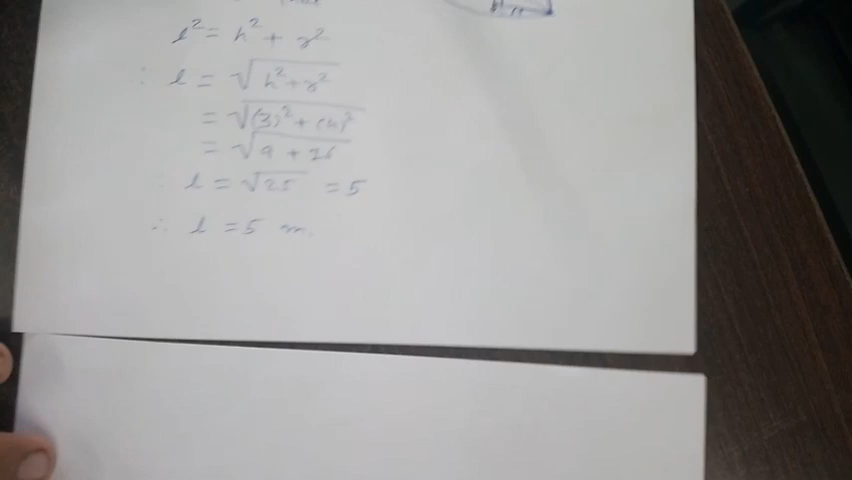 l² = h² + r²
∴ l = √(h² + r²)
= √((3)² + (4)²)
= √(9 + 16)
l = √25 = 5
∴ l = 5 m.